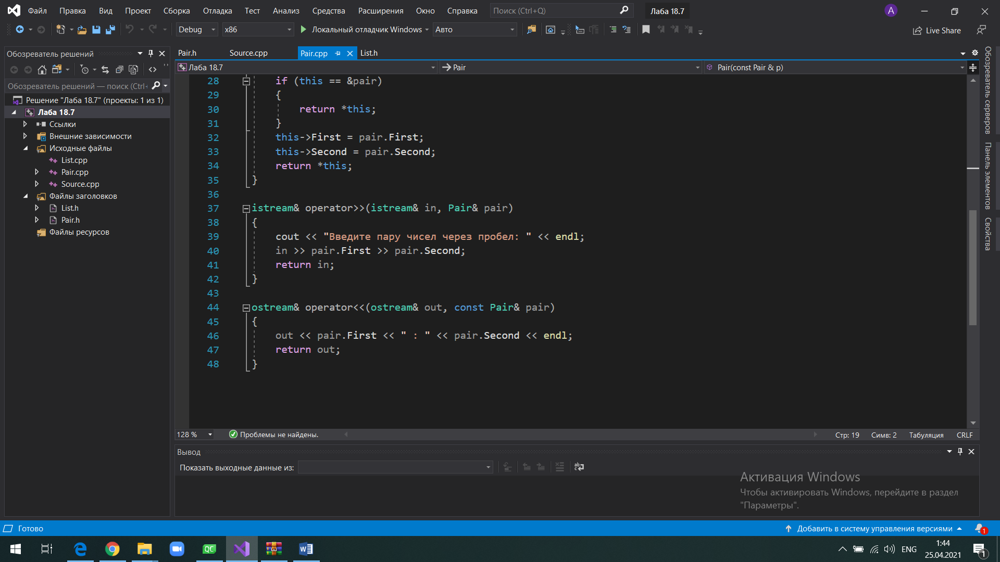 Файл Правка Вид Проект Сборка Отладка Тест Анализ Средства Расширения Окно Справка Поиск (Ctrl+Q) Лаба 18.7 A
Debug x86 Локальный отладчик Windows Авто Live Share
Обозреватель решений
Обозреватель решений — поиск (Ctrl+
Решение "Лаба 18.7" (проекты: 1 из 1)
Лаба 18.7
Ссылки
Внешние зависимости
Исходные файлы
List.cpp
Pair.cpp
Source.cpp
Файлы заголовков
List.h
Pair.h
Файлы ресурсов
Pair.h Source.cpp Pair.cpp List.h
Лаба 18.7 Pair Pair(const Pair & p)
28 if (this == &pair)
29 {
30 return *this;
31 }
32 this->First = pair.First;
33 this->Second = pair.Second;
34 return *this;
35 }
36
37 istream& operator>>(istream& in, Pair& pair)
38 {
39 cout << "Введите пару чисел через пробел: " << endl;
40 in >> pair.First >> pair.Second;
41 return in;
42 }
43
44 ostream& operator<<(ostream& out, const Pair& pair)
45 {
46 out << pair.First << " : " << pair.Second << endl;
47 return out;
48 }
128 % Проблемы не найдены. Стр: 19 Симв: 2 Табуляция CRLF
Вывод
Показать выходные данные из:
Обозреватель серверов
Панель элементов
Свойства
Активация Windows
Чтобы активировать Windows, перейдите в раздел
"Параметры".
Готово Добавить в систему управления версиями 1
QC ENG 1:44
25.04.2021 1